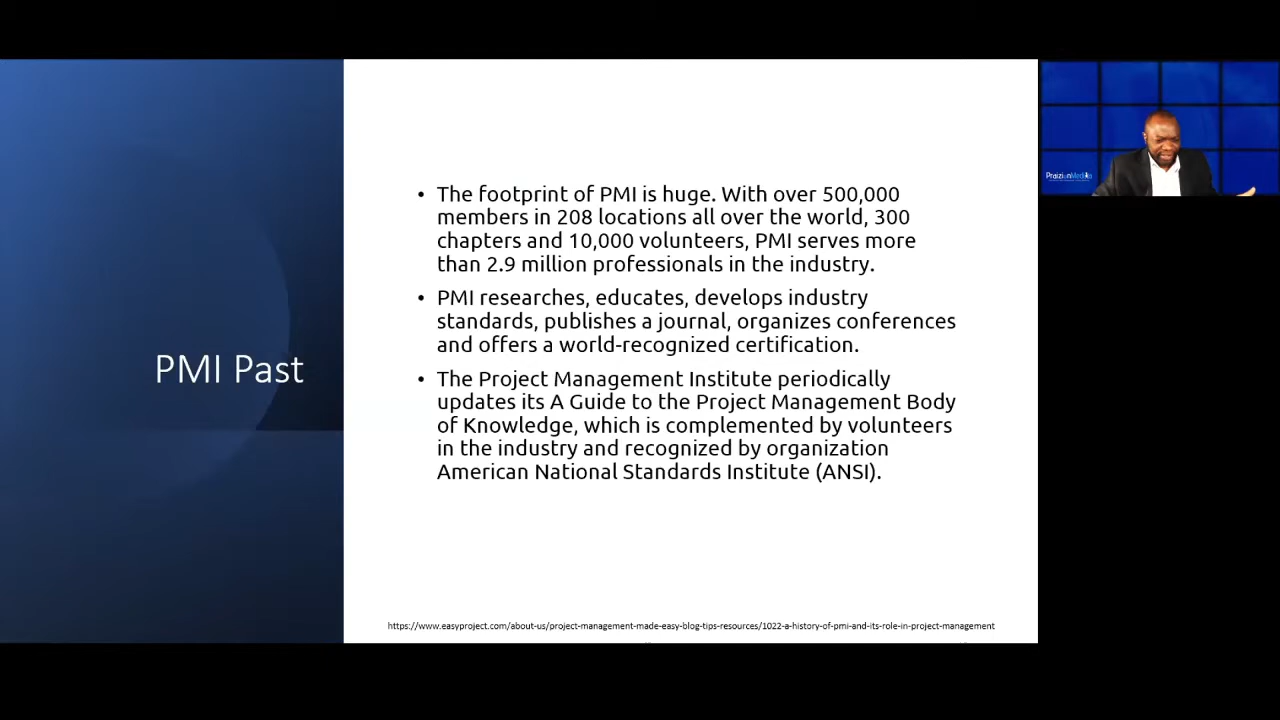 PMI Past
• The footprint of PMI is huge. With over 500,000
members in 208 locations all over the world, 300
chapters and 10,000 volunteers, PMI serves more
than 2.9 million professionals in the industry.
• PMI researches, educates, develops industry
standards, publishes a journal, organizes conferences
and offers a world-recognized certification.
• The Project Management Institute periodically
updates its A Guide to the Project Management Body
of Knowledge, which is complemented by volunteers
in the industry and recognized by organization
American National Standards Institute (ANSI).
https://www.easyproject.com/about-us/project-management-made-easy-blog-tips-resources/1022-a-history-of-pmi-and-its-role-in-project-management
PraizionMedia